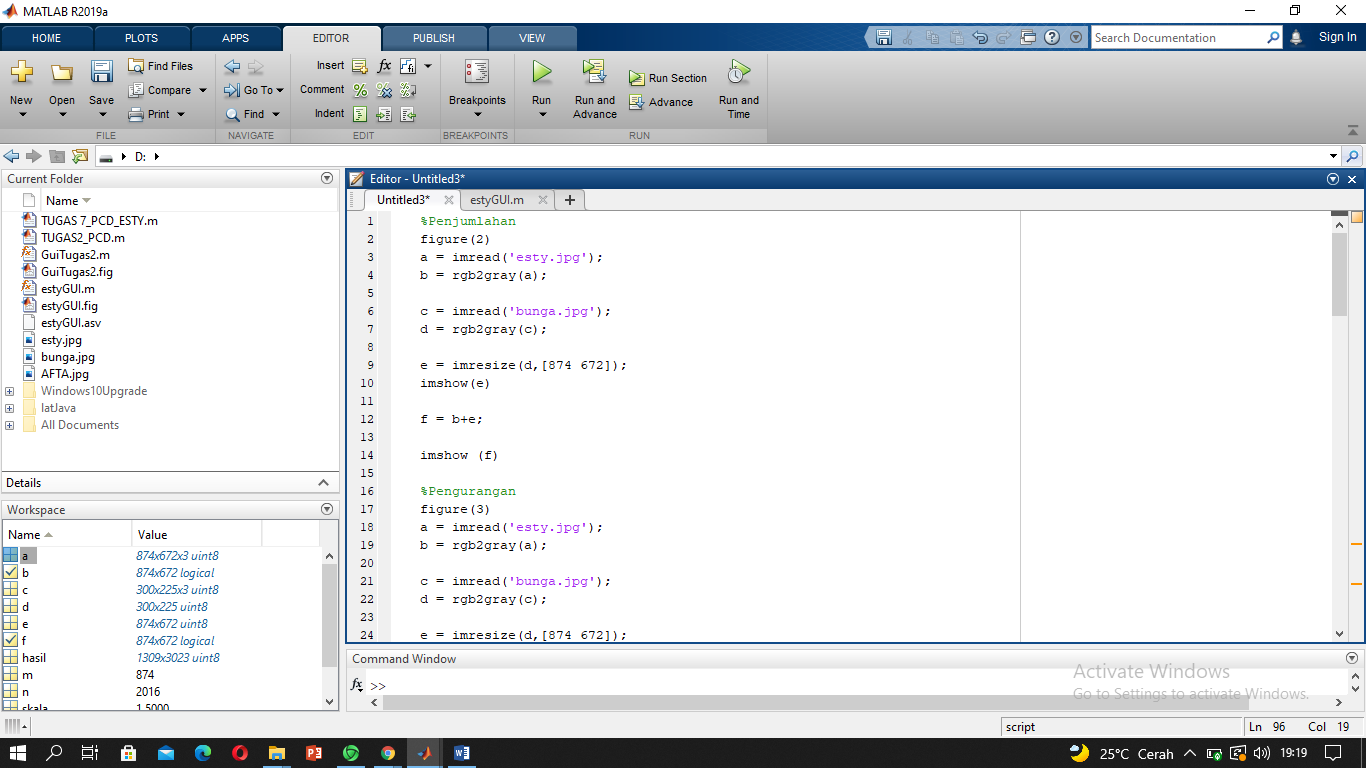 MATLAB R2019a
HOME PLOTS APPS EDITOR PUBLISH VIEW Search Documentation Sign In
New Open Save Find Files Compare Print
Go To Find
Insert fx
Comment
Indent
Breakpoints Run Run and Advance Run Section Advance Run and Time
FILE NAVIGATE EDIT BREAKPOINTS RUN
D:
Current Folder
Name
TUGAS 7_PCD_ESTY.m
TUGAS2_PCD.m
GuiTugas2.m
GuiTugas2.fig
estyGUI.m
estyGUI.fig
estyGUI.asv
esty.jpg
bunga.jpg
AFTA.jpg
Windows10Upgrade
latJava
All Documents
Details
Workspace
Name Value
a 874x672x3 uint8
b 874x672 logical
c 300x225x3 uint8
d 300x225 uint8
e 874x672 uint8
f 874x672 logical
hasil 1309x3023 uint8
m 874
n 2016
skala 1.5000
Editor - Untitled3*
Untitled3* estyGUI.m
1 %Penjumlahan
2 figure(2)
3 a = imread('esty.jpg');
4 b = rgb2gray(a);
5
6 c = imread('bunga.jpg');
7 d = rgb2gray(c);
8
9 e = imresize(d,[874 672]);
10 imshow(e)
11
12 f = b+e;
13
14 imshow (f)
15
16 %Pengurangan
17 figure(3)
18 a = imread('esty.jpg');
19 b = rgb2gray(a);
20
21 c = imread('bunga.jpg');
22 d = rgb2gray(c);
23
24 e = imresize(d,[874 672]);
Command Window
fx >>
Activate Windows
Go to Settings to activate Windows.
script Ln 96 Col 19
25°C Cerah 19:19